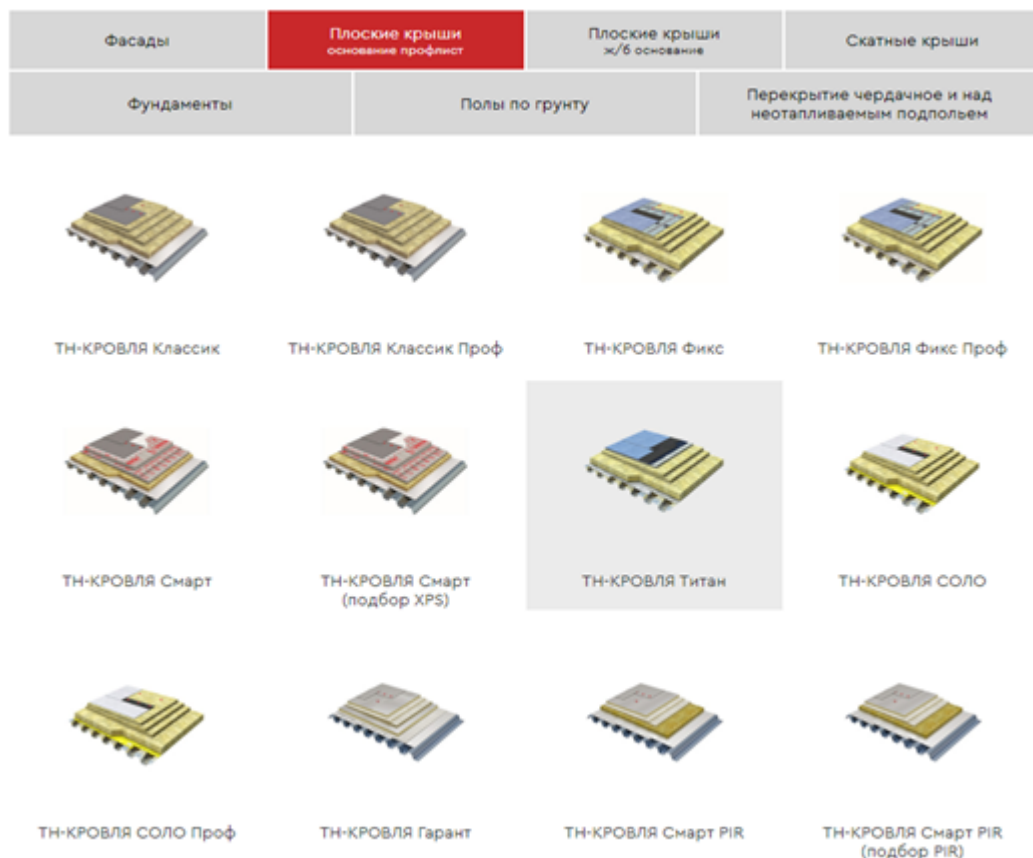 Фасады
Плоские крыши
основание профлист
Плоские крыши
ж/б основание
Скатные крыши
Фундаменты
Полы по грунту
Перекрытие чердачное и над
неотапливаемым подпольем
ТН-КРОВЛЯ Классик
ТН-КРОВЛЯ Классик Проф
ТН-КРОВЛЯ Фикс
ТН-КРОВЛЯ Фикс Проф
ТН-КРОВЛЯ Смарт
ТН-КРОВЛЯ Смарт
(подбор XPS)
ТН-КРОВЛЯ Титан
ТН-КРОВЛЯ СОЛО
ТН-КРОВЛЯ СОЛО Проф
ТН-КРОВЛЯ Гарант
ТН-КРОВЛЯ Смарт PIR
ТН-КРОВЛЯ Смарт PIR
(подбор PIR)